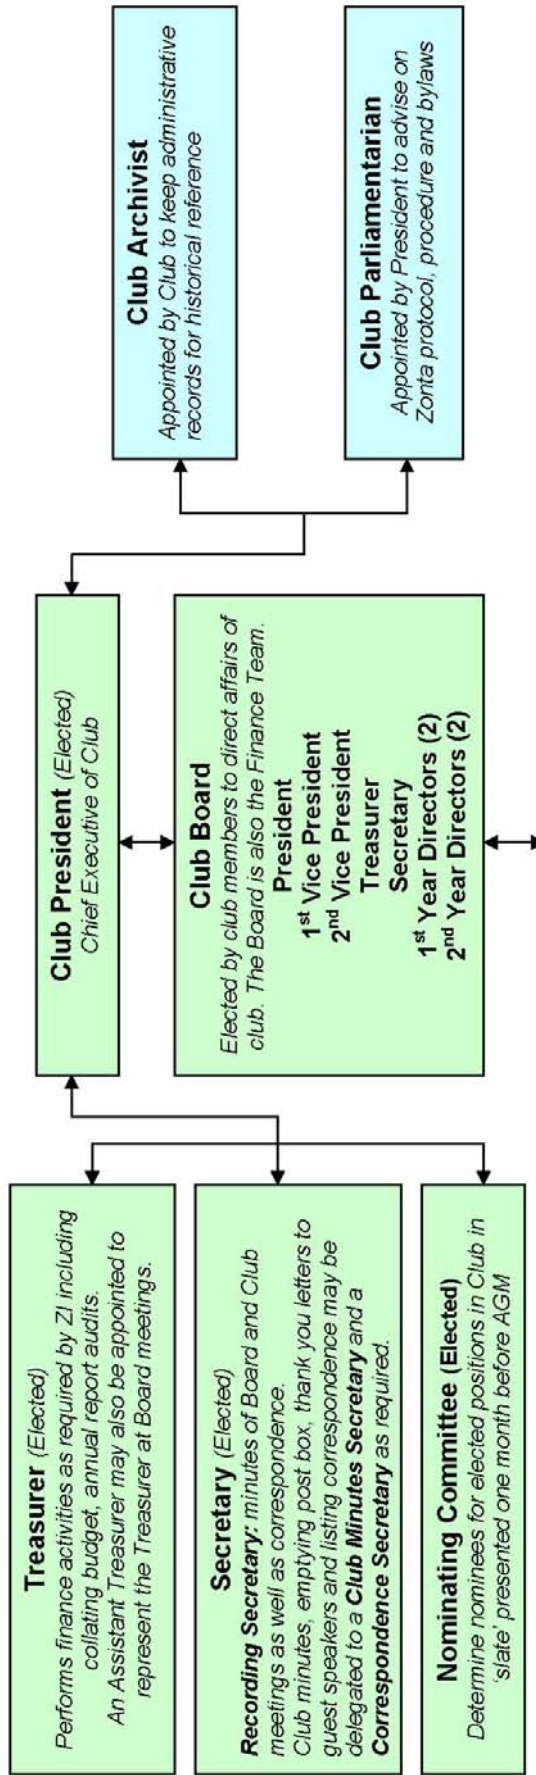 Treasurer (Elected)
Performs finance activities as required by ZI including
collating budget, annual report audits.
An Assistant Treasurer may also be appointed to
represent the Treasurer at Board meetings.
Secretary (Elected)
Recording Secretary: minutes of Board and Club
meetings as well as correspondence.
Club minutes, emptying post box, thank you letters to
guest speakers and listing correspondence may be
delegated to a Club Minutes Secretary and a
Correspondence Secretary as required.
Nominating Committee (Elected)
Determine nominees for elected positions in Club in
'slate' presented one month before AGM
Club President (Elected)
Chief Executive of Club
Club Board
Elected by club members to direct affairs of
club. The Board is also the Finance Team.
President
1st Vice President
2nd Vice President
Treasurer
Secretary
1st Year Directors (2)
2nd Year Directors (2)
Club Archivist
Appointed by Club to keep administrative
records for historical reference
Club Parliamentarian
Appointed by President to advise on
Zonta protocol, procedure and bylaws